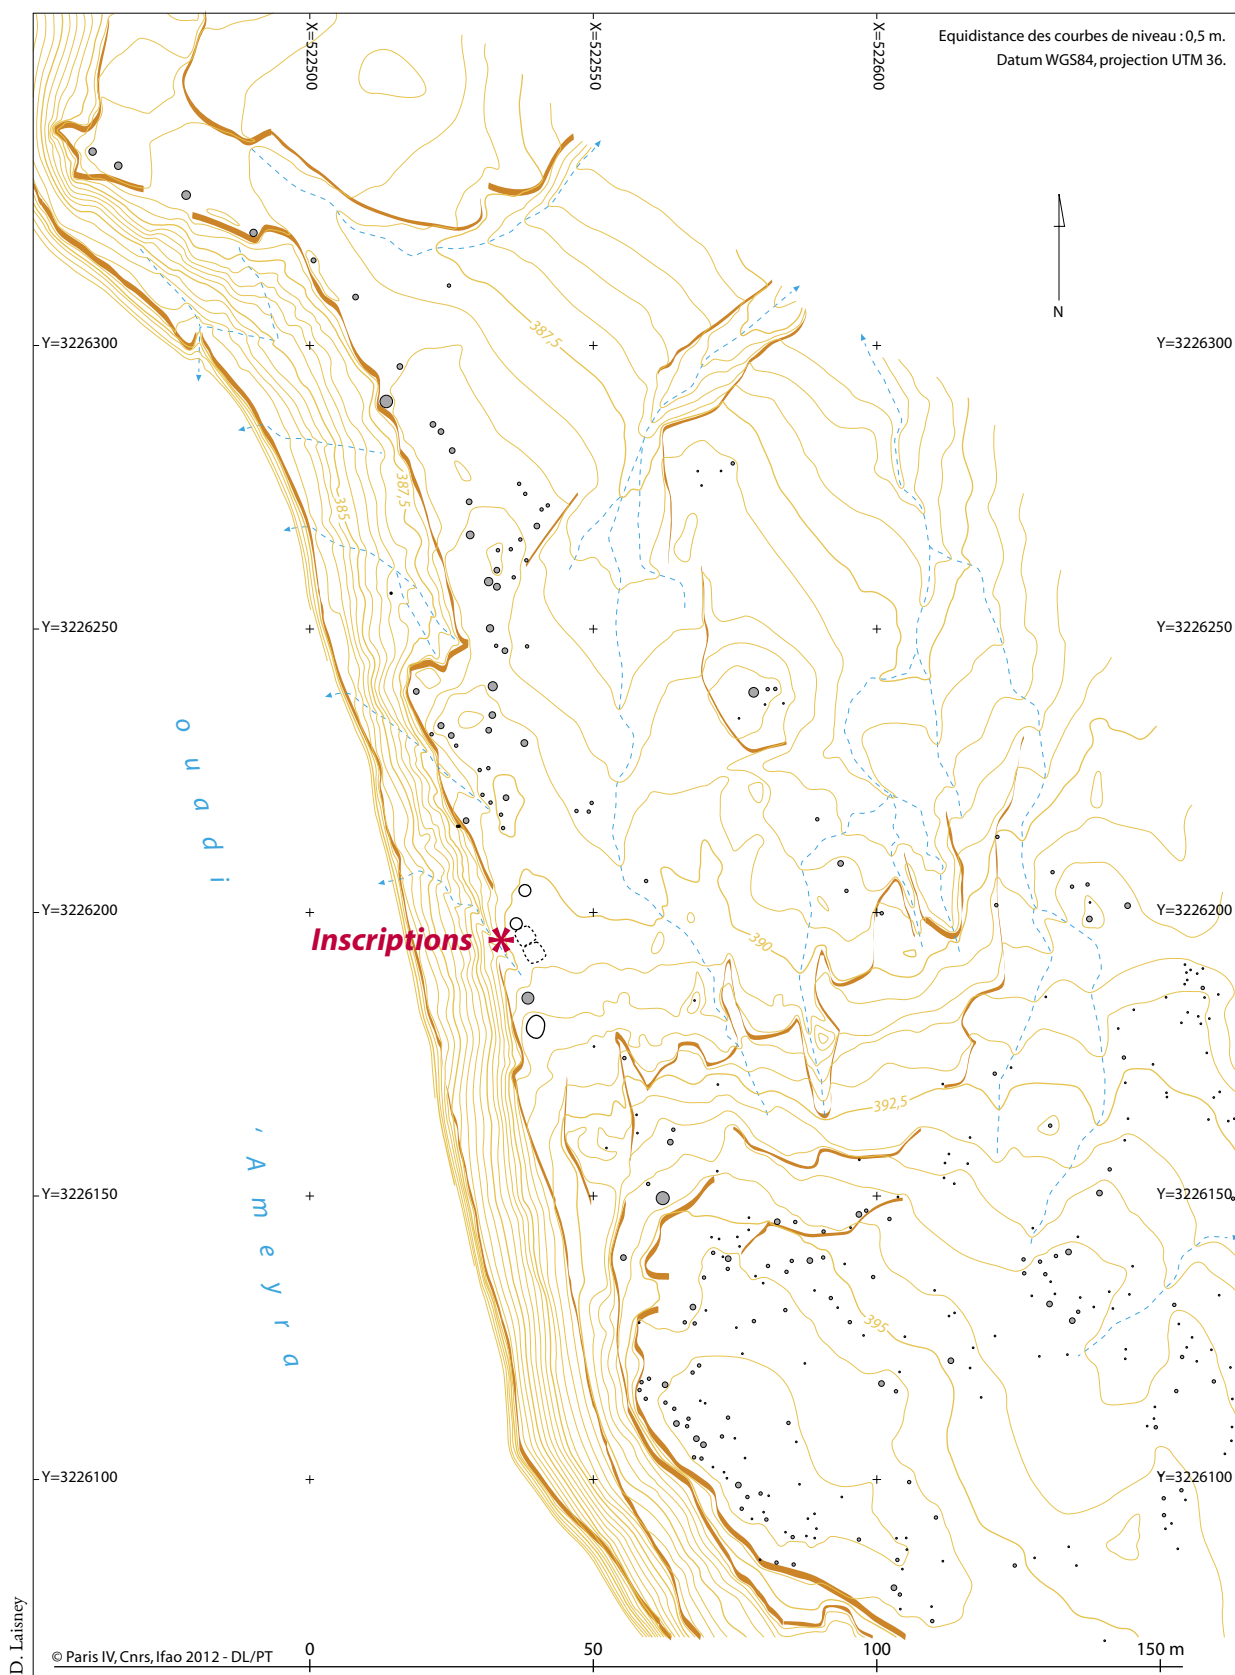 Equidistance des courbes de niveau : 0,5 m.
Datum WGS84, projection UTM 36.
X=522500
X=522550
X=522600
N
Y=3226300
Y=3226300
387,5
387,5
385
Y=3226250
Y=3226250
ouadi
Y=3226200
Y=3226200
Inscriptions
390
392,5
'Ameyra
Y=3226150
Y=3226150
395
Y=3226100
Y=3226100
D. Laisney
© Paris IV, Cnrs, Ifao 2012 - DL/PT
0
50
100
150 m